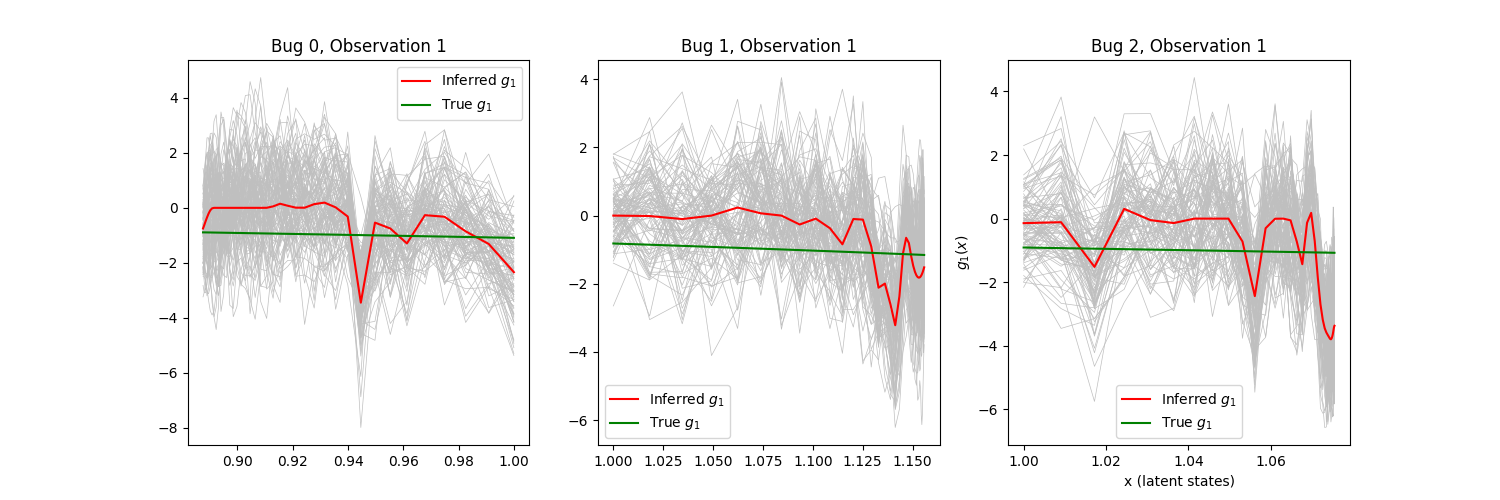 Bug 0, Observation 1
Inferred g₁
True g₁
4
2
0
−2
−4
−6
−8
0.90 0.92 0.94 0.96 0.98 1.00
Bug 1, Observation 1
4
2
0
−2
−4
−6
Inferred g₁
True g₁
1.000 1.025 1.050 1.075 1.100 1.125 1.150
Bug 2, Observation 1
g₁(x)
4
2
0
−2
−4
−6
Inferred g₁
True g₁
1.00 1.02 1.04 1.06
x (latent states)